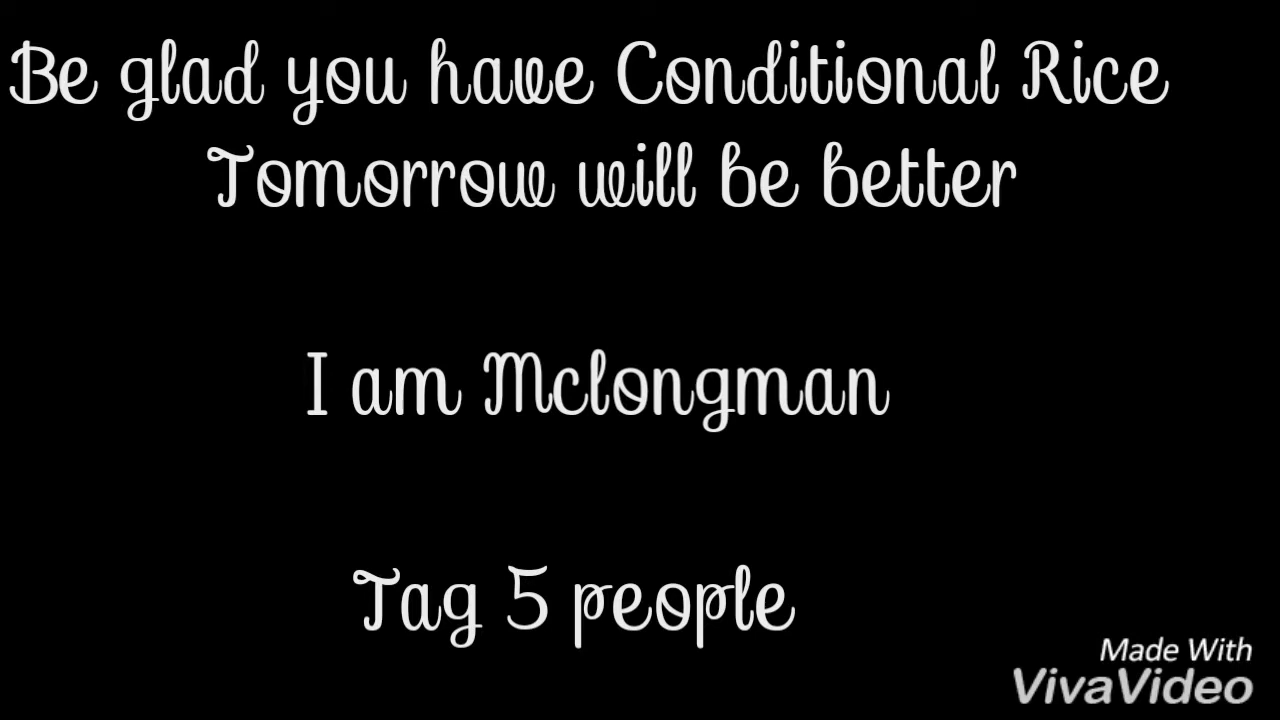 Be glad you have Conditional Rice
Tomorrow will be better
I am Mclongman
Tag 5 people
Made With
VivaVideo